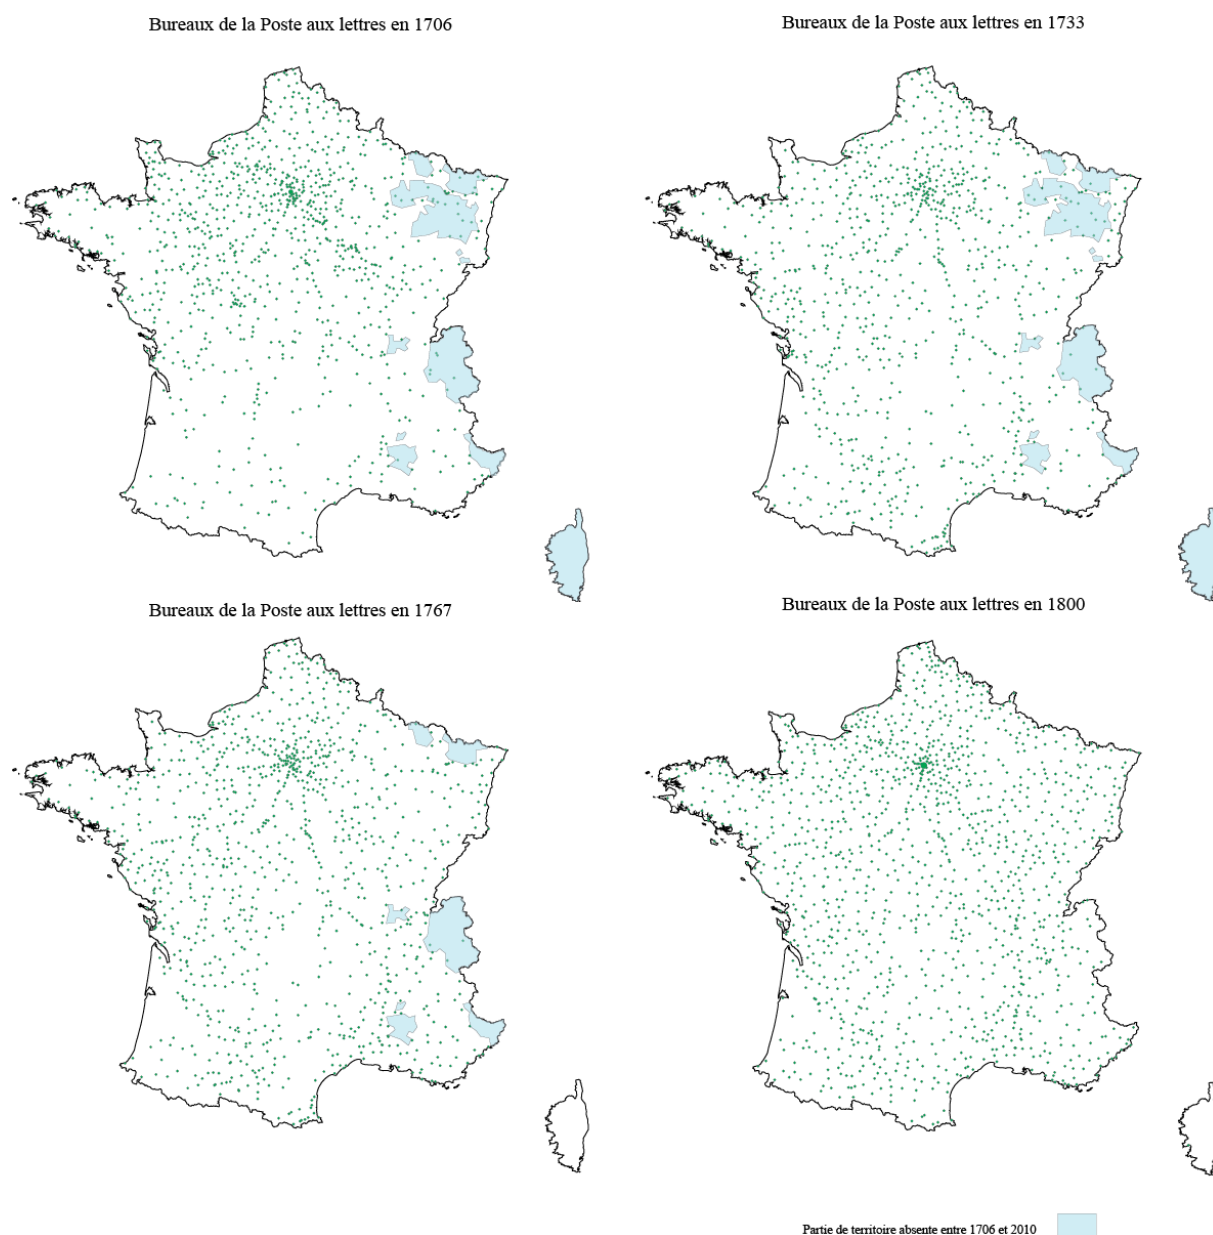 Bureaux de la Poste aux lettres en 1706
Bureaux de la Poste aux lettres en 1733
Bureaux de la Poste aux lettres en 1767
Bureaux de la Poste aux lettres en 1800
Partie de territoire absente entre 1706 et 2010